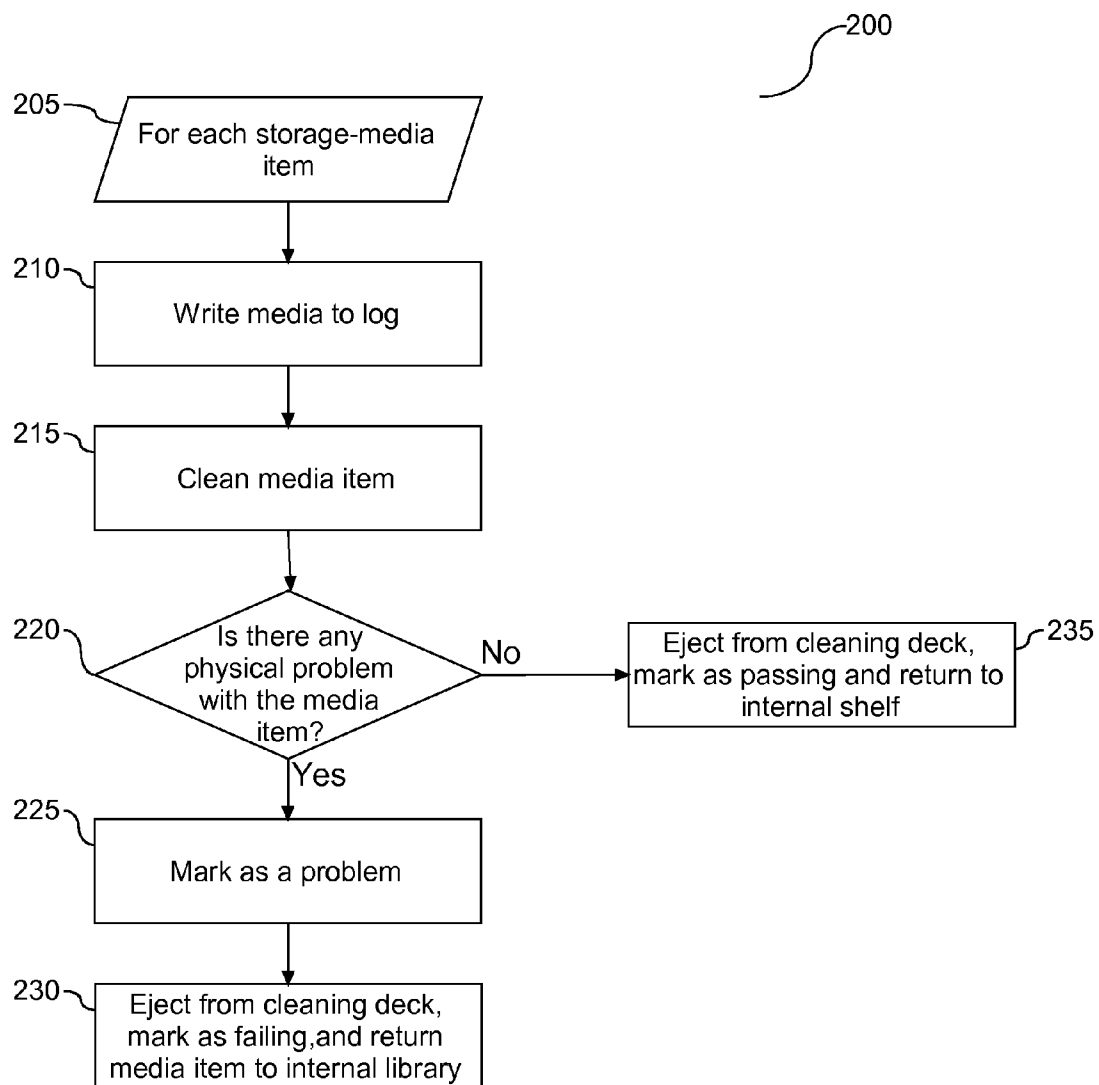 200
205
For each storage-media
item
210
Write media to log
215
Clean media item
220
Is there any
physical problem
with the media
item?
No
Eject from cleaning deck,
mark as passing and return to
internal shelf
235
Yes
225
Mark as a problem
230
Eject from cleaning deck,
mark as failing,and return
media item to internal library